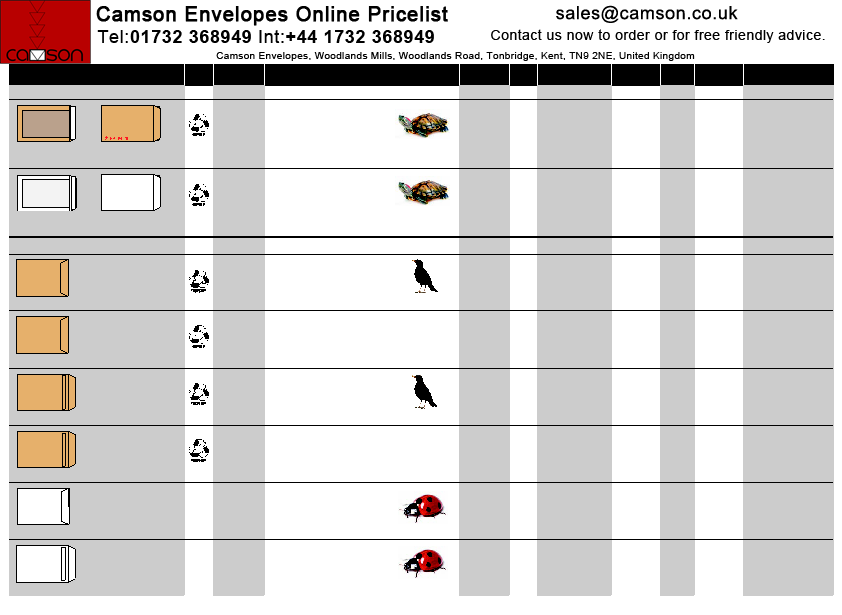 Camson Envelopes Online Pricelist
sales@camson.co.uk
Tel:01732 368949 Int:+44 1732 368949
Contact us now to order or for free friendly advice.
camson
Camson Envelopes, Woodlands Mills, Woodlands Road, Tonbridge, Kent, TN9 2NE, United Kingdom